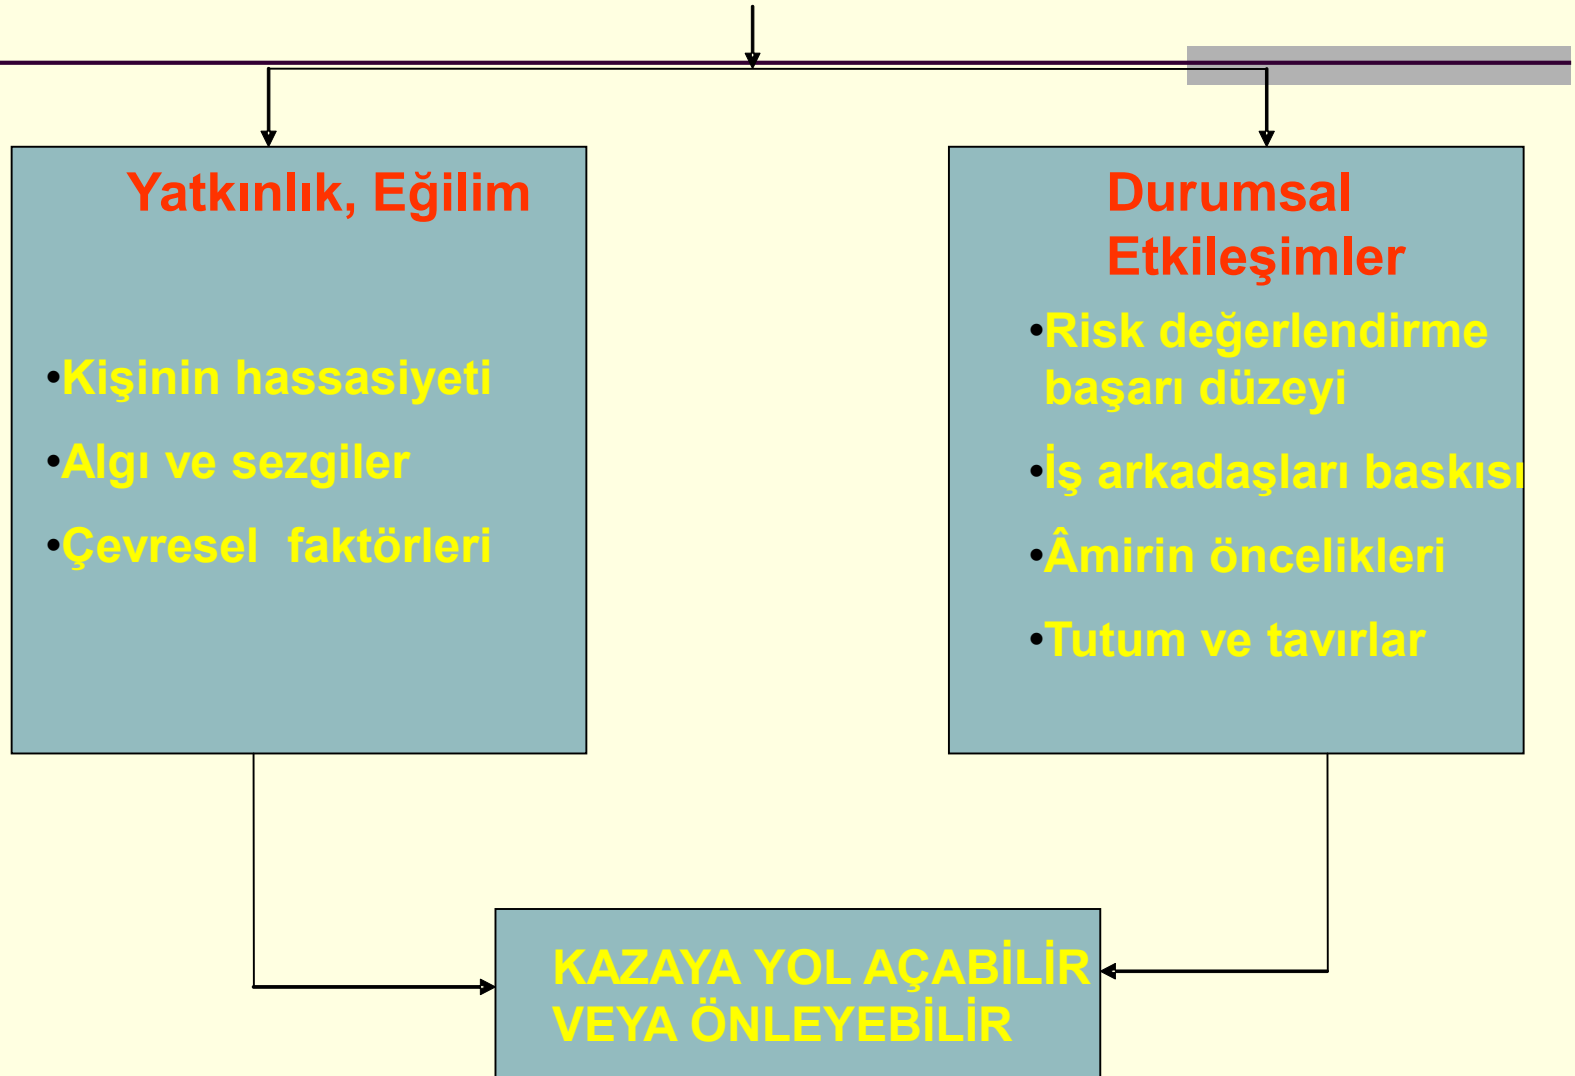 Yatkınlık, Eğilim
•Kişinin hassasiyeti
•Algı ve sezgiler
•Çevresel faktörleri
Durumsal
Etkileşimler
•Risk değerlendirme
başarı düzeyi
•İş arkadaşları baskısı
•Âmirin öncelikleri
•Tutum ve tavırlar
KAZAYA YOL AÇABİLİR
VEYA ÖNLEYEBİLİR